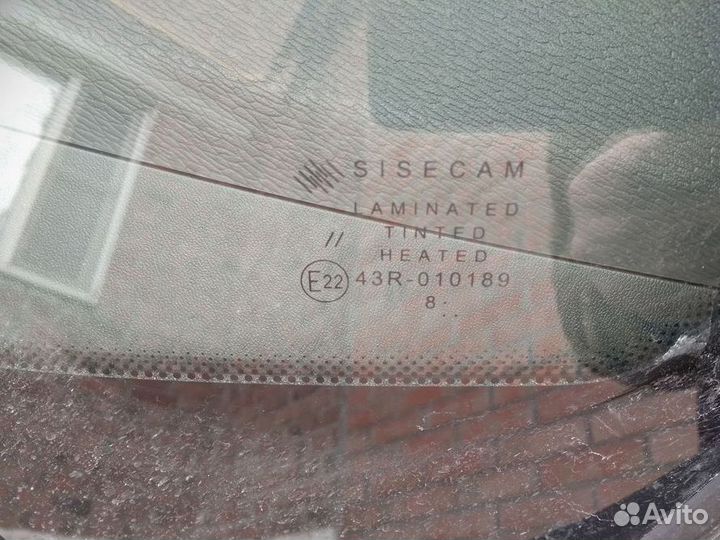 SISECAM
LAMINATED
TINTED
//
HEATED
E22 43R-010189
8:.
Avito